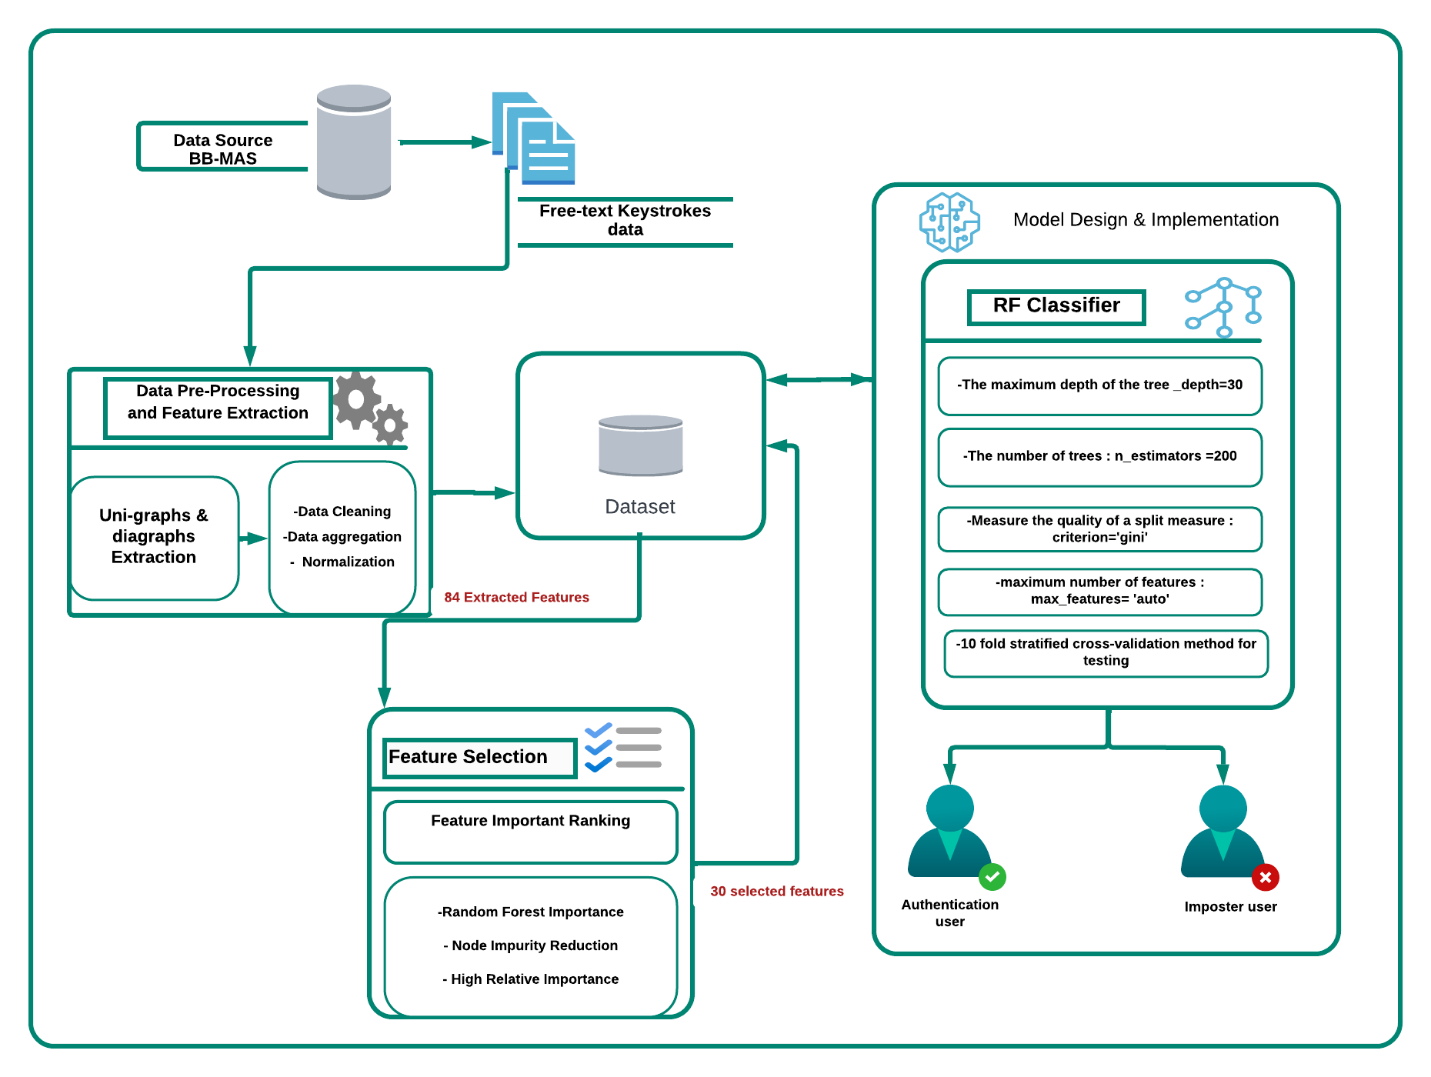 Data Source
BB-MAS
Free-text Keystrokes
data
Model Design & Implementation
RF Classifier
-The maximum depth of the tree _depth=30
-The number of trees : n_estimators =200
-Measure the quality of a split measure :
criterion='gini'
-maximum number of features :
max_features= 'auto'
-10 fold stratified cross-validation method for
testing
Data Pre-Processing
and Feature Extraction
Uni-graphs &
diagraphs
Extraction
-Data Cleaning
-Data aggregation
- Normalization
Dataset
84 Extracted Features
Feature Selection
Feature Important Ranking
-Random Forest Importance
- Node Impurity Reduction
- High Relative Importance
30 selected features
Authentication
user
Imposter user